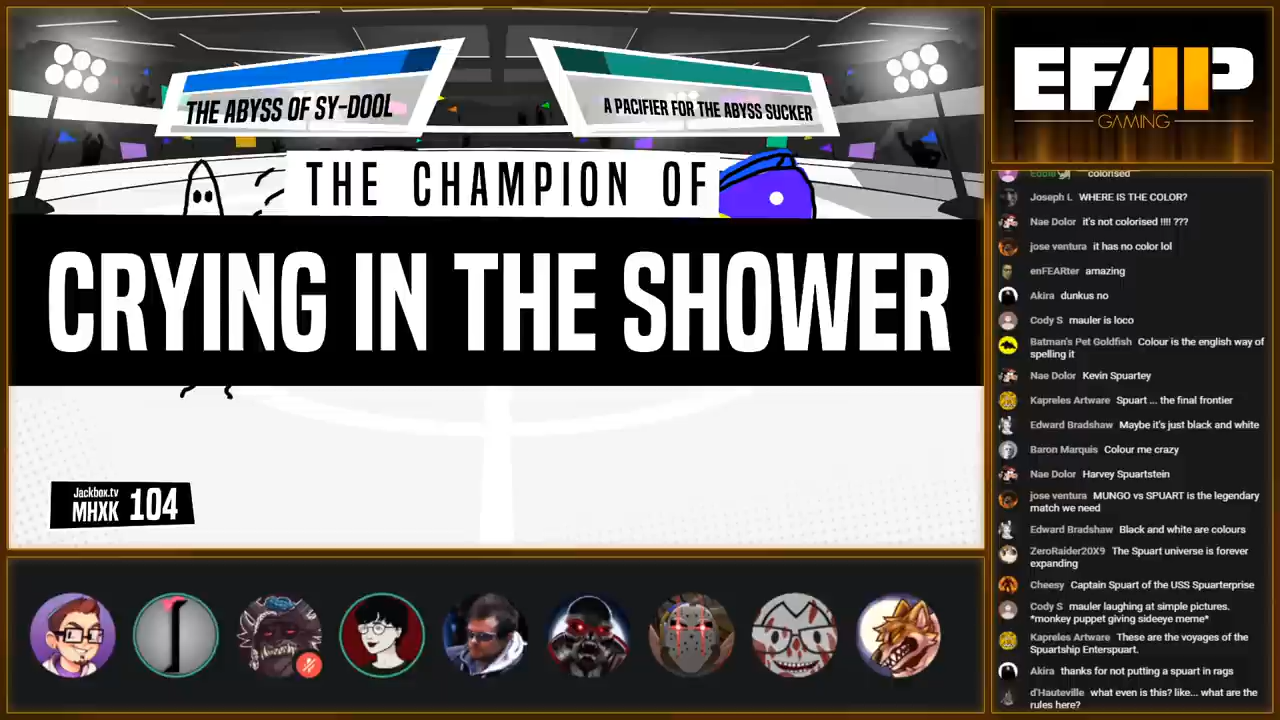 THE ABYSS OF SY-DOOL
A PACIFIER FOR THE ABYSS SUCKER
THE CHAMPION OF
CRYING IN THE SHOWER
Jackbox.tv
MHXK 104
EFAP
GAMING
colorised
Joseph L WHERE IS THE COLOR?
Nae Dolor it's not colorised !!!! ???
jose ventura it has no color lol
enFEARter amazing
Akira dunkus no
Cody S mauler is loco
Batman's Pet Goldfish Colour is the english way of
spelling it
Nae Dolor Kevin Spuartey
Kapreles Artware Spuart ... the final frontier
Edward Bradshaw Maybe it's just black and white
Baron Marquis Colour me crazy
Nae Dolor Harvey Spuartstein
jose ventura MUNGO vs SPUART is the legendary
match we need
Edward Bradshaw Black and white are colours
ZeroRaider20X9 The Spuart universe is forever
expanding
Cheesy Captain Spuart of the USS Spuarterprise
Cody S mauler laughing at simple pictures.
*monkey puppet giving sideeye meme*
Kapreles Artware These are the voyages of the
Spuartship Enterspuart.
Akira thanks for not putting a spuart in rags
d'Hauteville what even is this? like... what are the
rules here?